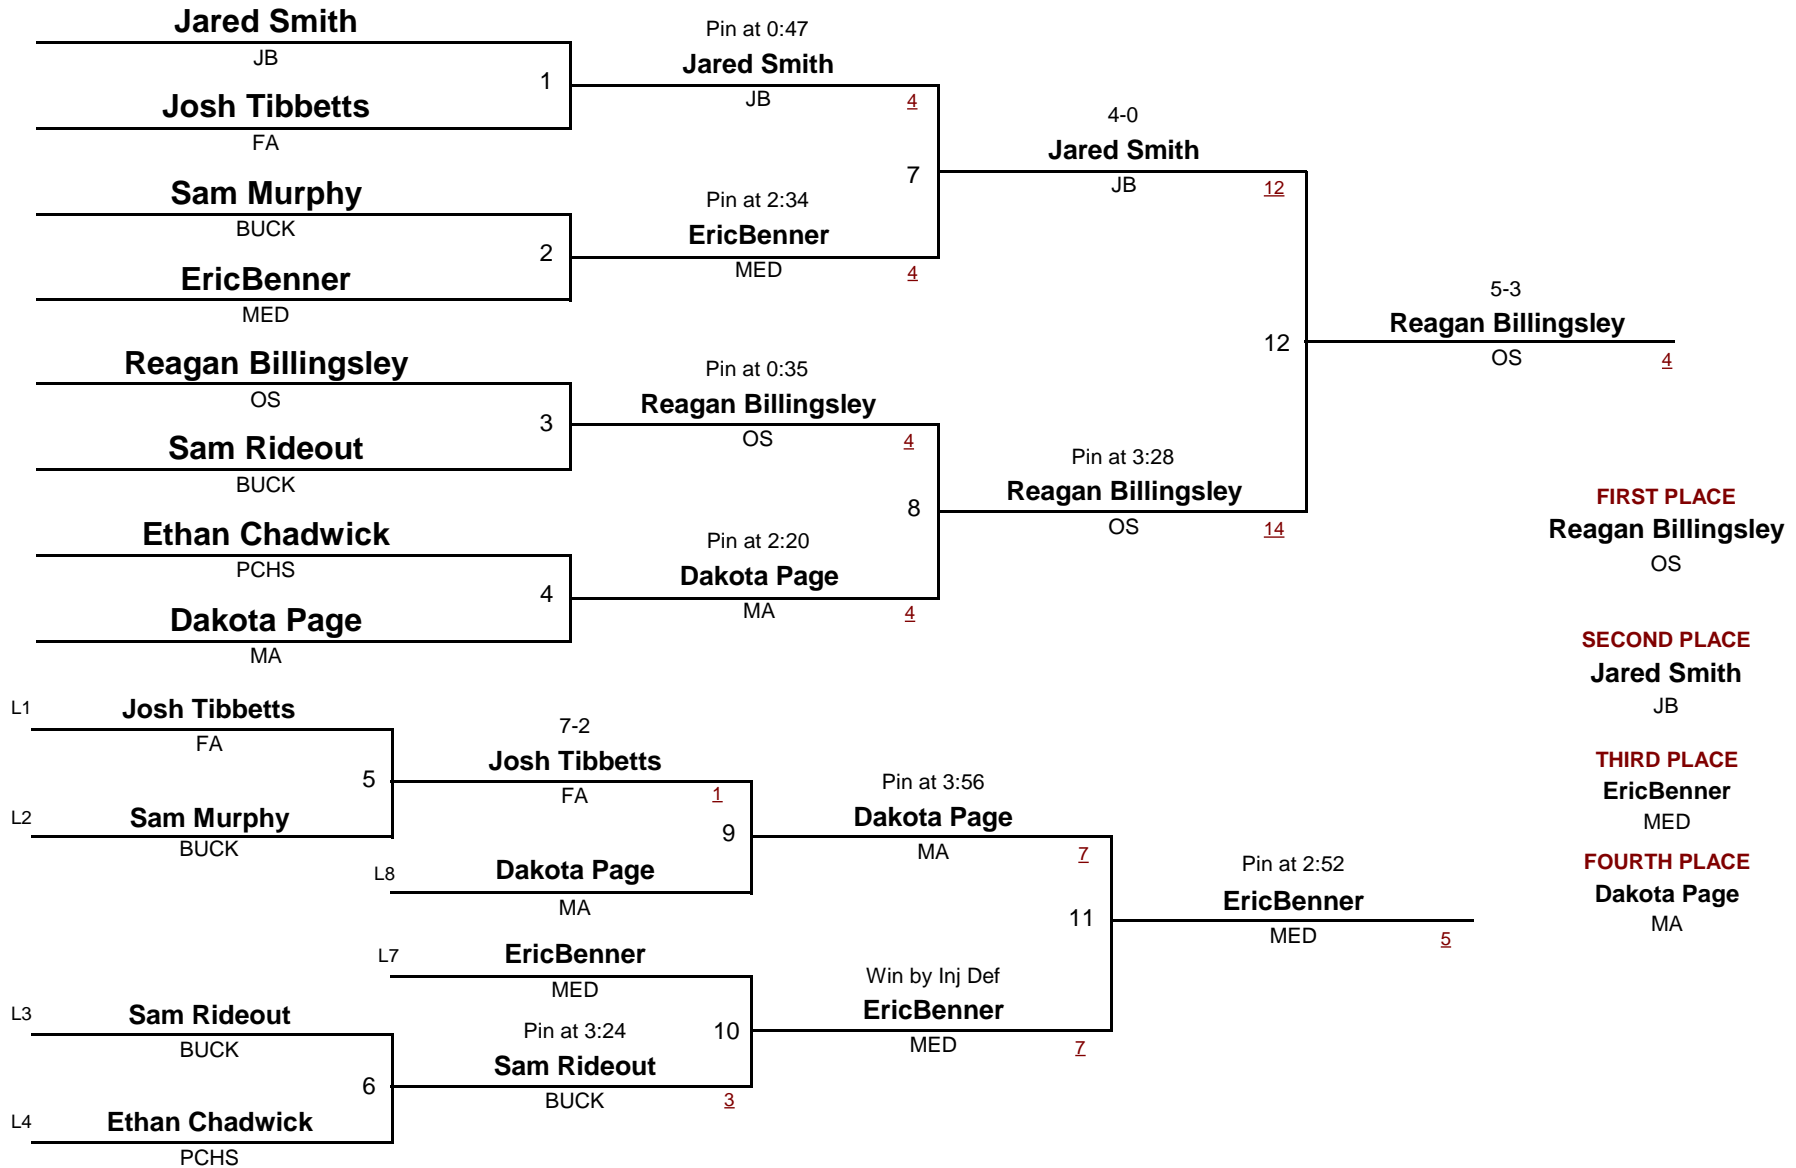 Jared Smith
JB
1
Josh Tibbetts
FA
Pin at 0:47
Jared Smith
JB
4
Sam Murphy
BUCK
2
EricBenner
MED
Pin at 2:34
EricBenner
MED
4
7
4-0
Jared Smith
JB
12
Reagan Billingsley
OS
3
Sam Rideout
BUCK
Pin at 0:35
Reagan Billingsley
OS
4
Ethan Chadwick
PCHS
4
Dakota Page
MA
Pin at 2:20
Dakota Page
MA
4
8
Pin at 3:28
Reagan Billingsley
OS
14
12
5-3
Reagan Billingsley
OS
4
FIRST PLACE
Reagan Billingsley
OS
SECOND PLACE
Jared Smith
JB
THIRD PLACE
EricBenner
MED
FOURTH PLACE
Dakota Page
MA
L1
Josh Tibbetts
FA
5
L2
Sam Murphy
BUCK
7-2
Josh Tibbetts
FA
1
9
L8
Dakota Page
MA
Pin at 3:56
Dakota Page
MA
7
L7
EricBenner
MED
10
L3
Sam Rideout
BUCK
6
L4
Ethan Chadwick
PCHS
Pin at 3:24
Sam Rideout
BUCK
3
Win by Inj Def
EricBenner
MED
7
11
Pin at 2:52
EricBenner
MED
5